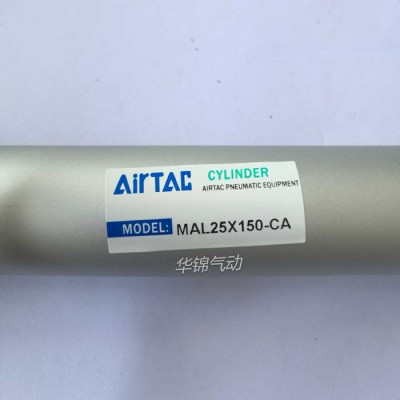 AirTAC CYLINDER
AIRTAC PNEUMATIC EQUIPMENT
MODEL: MAL25X150-CA
华锦气动